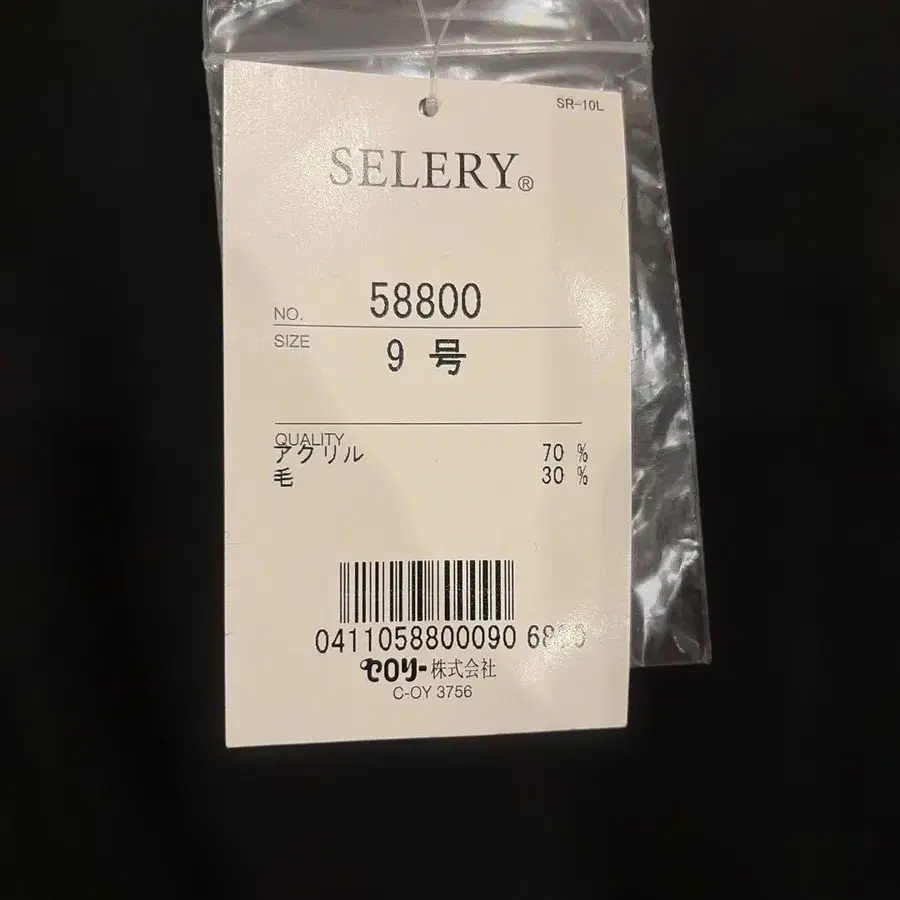 SR-10L
SELERY®
NO. 58800
SIZE 9 号
QUALITY
アクリル 70 %
毛 30 %
0411058800090
セロリー株式会社
C-OY 3756